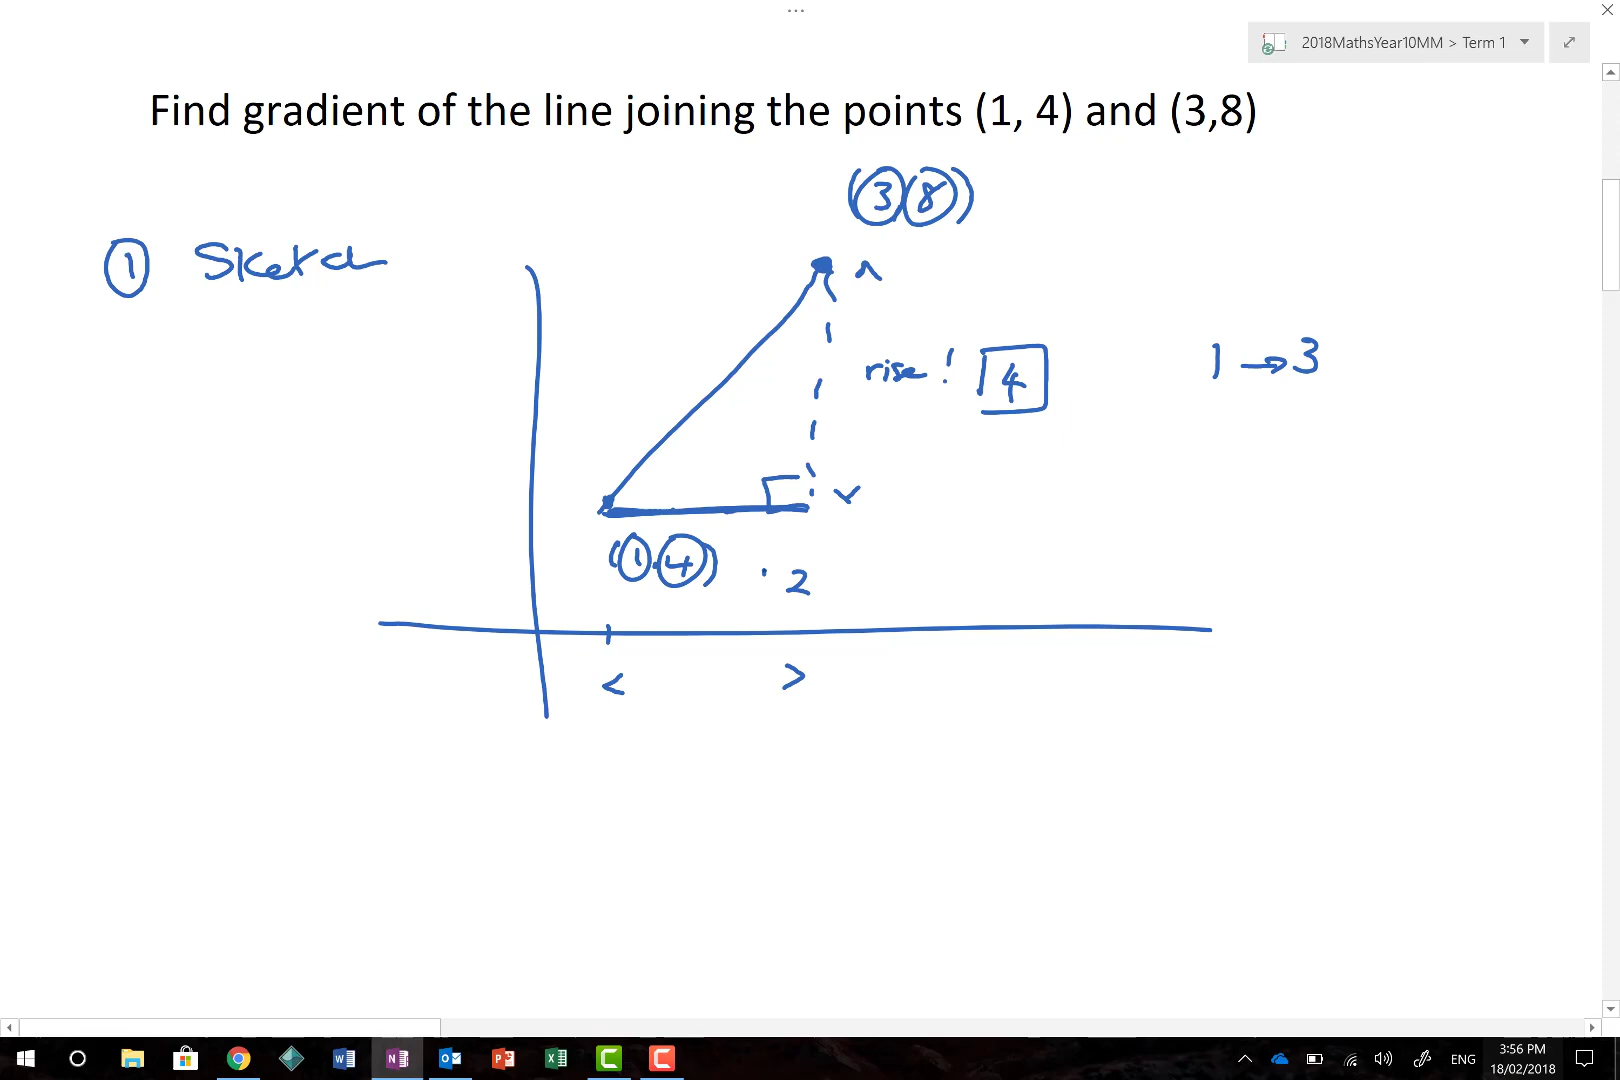 2018MathsYear10MM > Term 1
Find gradient of the line joining the points (1, 4) and (3,8)
(3,8)
① Sketch
rise! 4
1 → 3
(1,4) . 2
< >
ENG
3:56 PM
18/02/2018